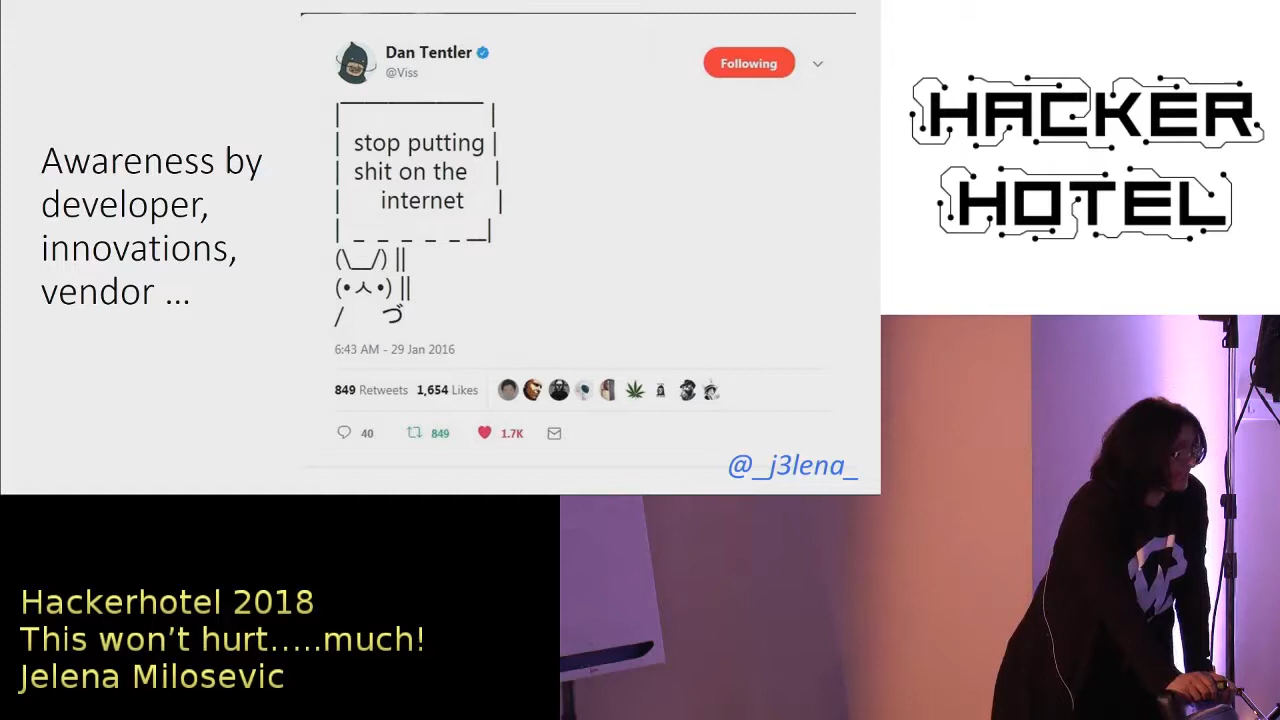 Awareness by
developer,
innovations,
vendor ...
Dan Tentler
@Viss
Following
stop putting
shit on the
internet
(\__/) ||
(•ㅅ•) ||
/ づ
6:43 AM - 29 Jan 2016
849 Retweets 1,654 Likes
40 849 1.7K
@_j3lena_
HACKER
HOTEL
Hackerhotel 2018
This won't hurt.....much!
Jelena Milosevic